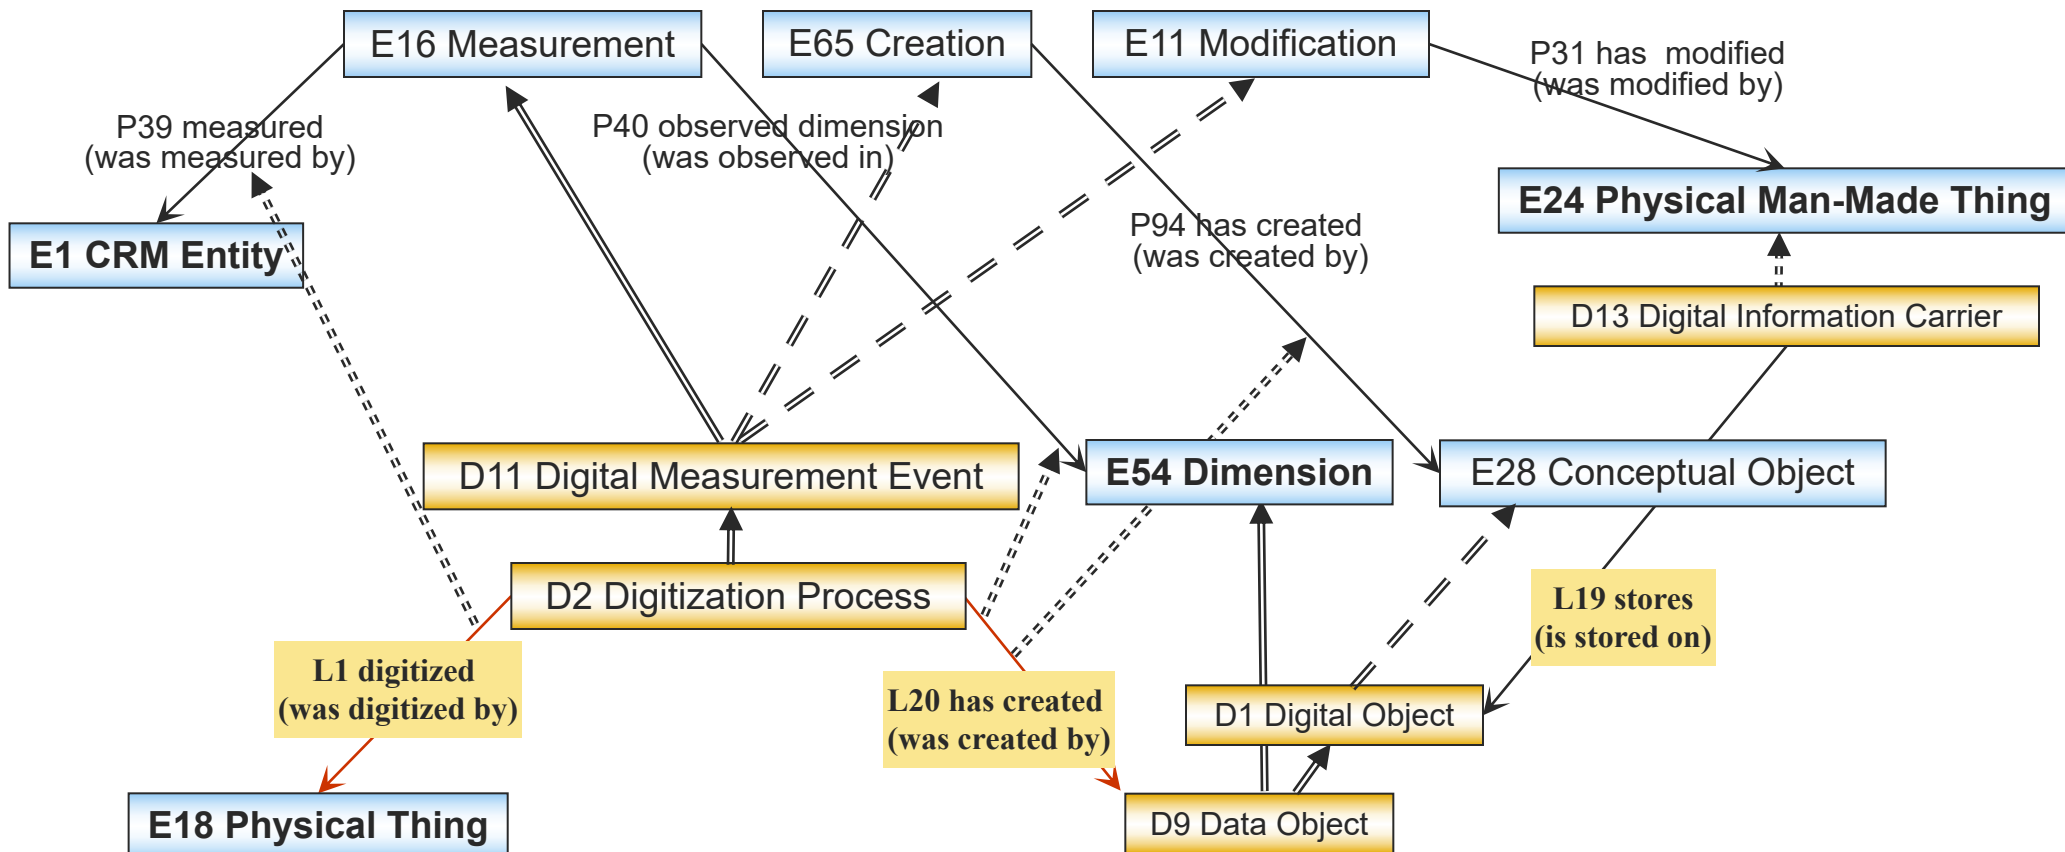 E16 Measurement
E65 Creation
E11 Modification
P31 has modified
(was modified by)
P39 measured
(was measured by)
P40 observed dimension
(was observed in)
E24 Physical Man-Made Thing
P94 has created
(was created by)
E1 CRM Entity
D13 Digital Information Carrier
D11 Digital Measurement Event
E54 Dimension
E28 Conceptual Object
D2 Digitization Process
L19 stores
(is stored on)
L1 digitized
(was digitized by)
L20 has created
(was created by)
D1 Digital Object
E18 Physical Thing
D9 Data Object